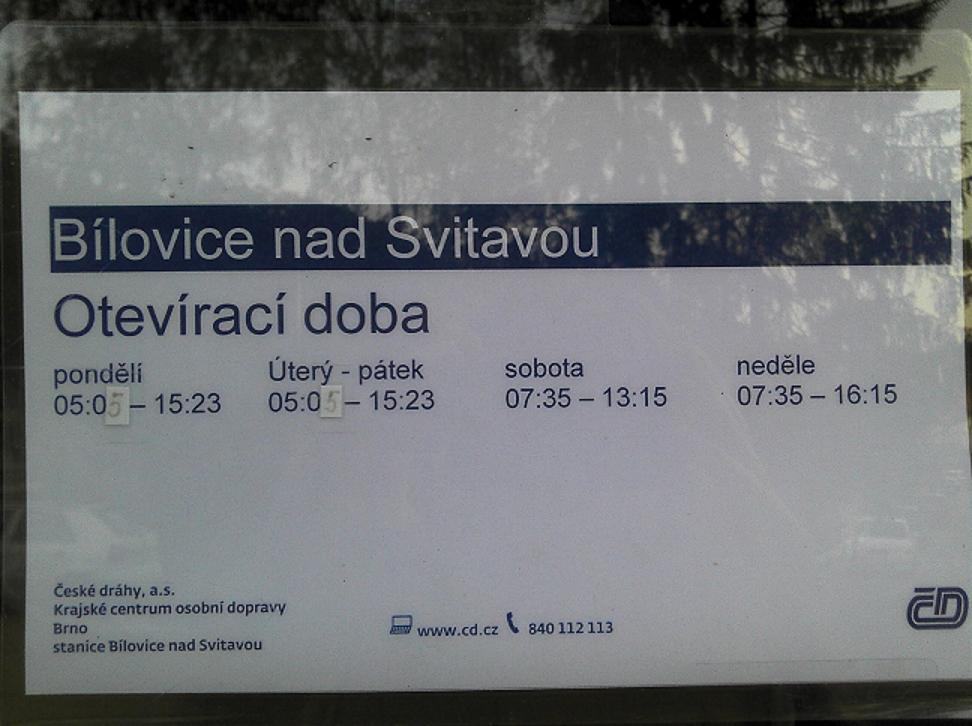 Bílovice nad Svitavou
Otevírací doba
pondělí Úterý - pátek sobota neděle
05:05 – 15:23 05:05 – 15:23 07:35 – 13:15 07:35 – 16:15
České dráhy, a.s.
Krajské centrum osobní dopravy
Brno
stanice Bílovice nad Svitavou
www.cd.cz 840 112 113
ČD